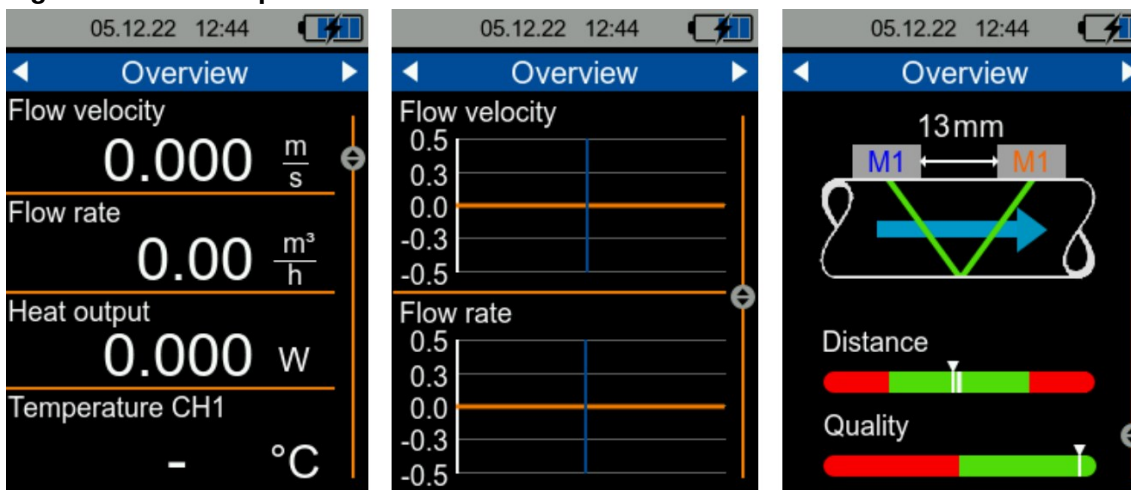 05.12.22 12:44
Overview
Flow velocity
0.000 m/s
Flow rate
0.00 m³/h
Heat output
0.000 W
Temperature CH1
- °C
05.12.22 12:44
Overview
Flow velocity
0.5
0.3
0.0
-0.3
-0.5
Flow rate
0.5
0.3
0.0
-0.3
-0.5
05.12.22 12:44
Overview
13mm
M1 M1
Distance
Quality